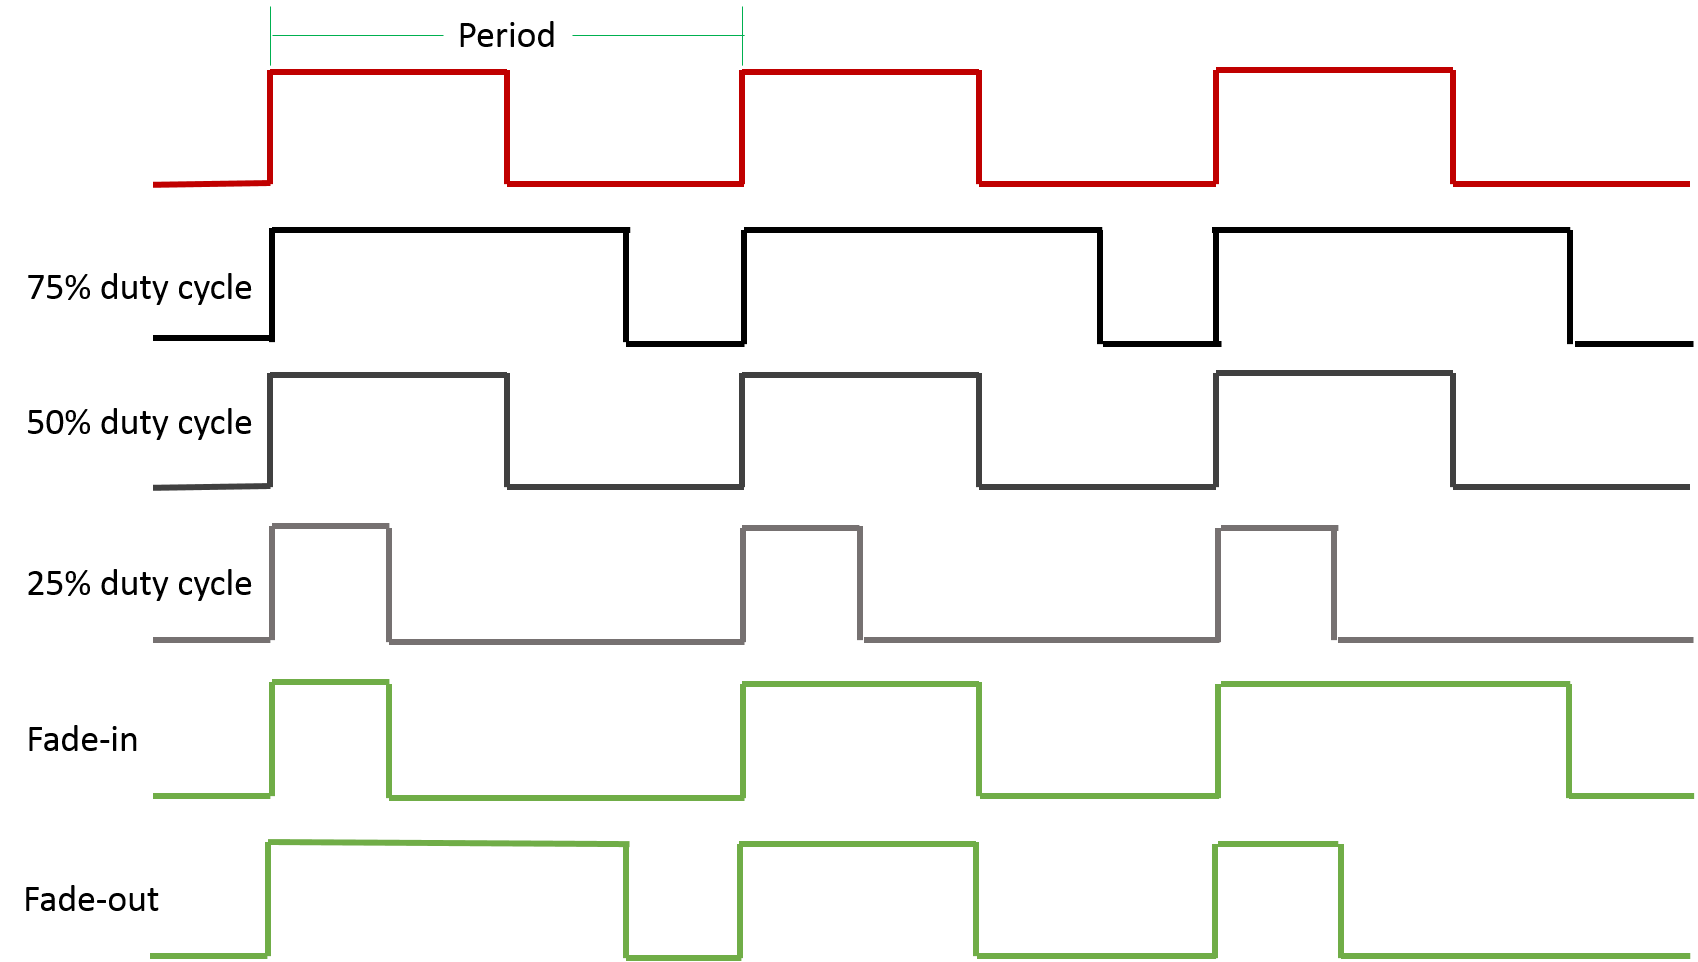 Period
75% duty cycle
50% duty cycle
25% duty cycle
Fade-in
Fade-out